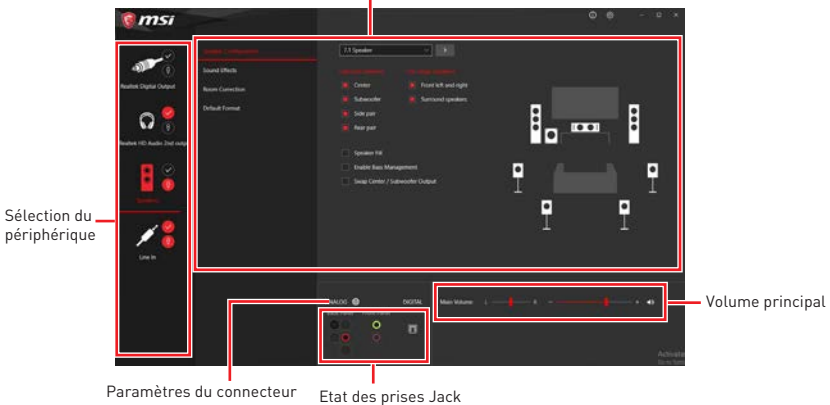 msi
Realtek Digital Output
Realtek HD Audio 2nd output
Speakers
Line In
Speaker Configuration
Sound Effects
Room Correction
Default Format
7.1 Speaker
Center
Subwoofer
Side pair
Rear pair
Front left and right
Surround speakers
Speaker Fill
Enable Bass Management
Swap Center / Subwoofer Output
ANALOG
DIGITAL
Main Volume
L
R
Activate
Sélection du
périphérique
Volume principal
Paramètres du connecteur
Etat des prises Jack